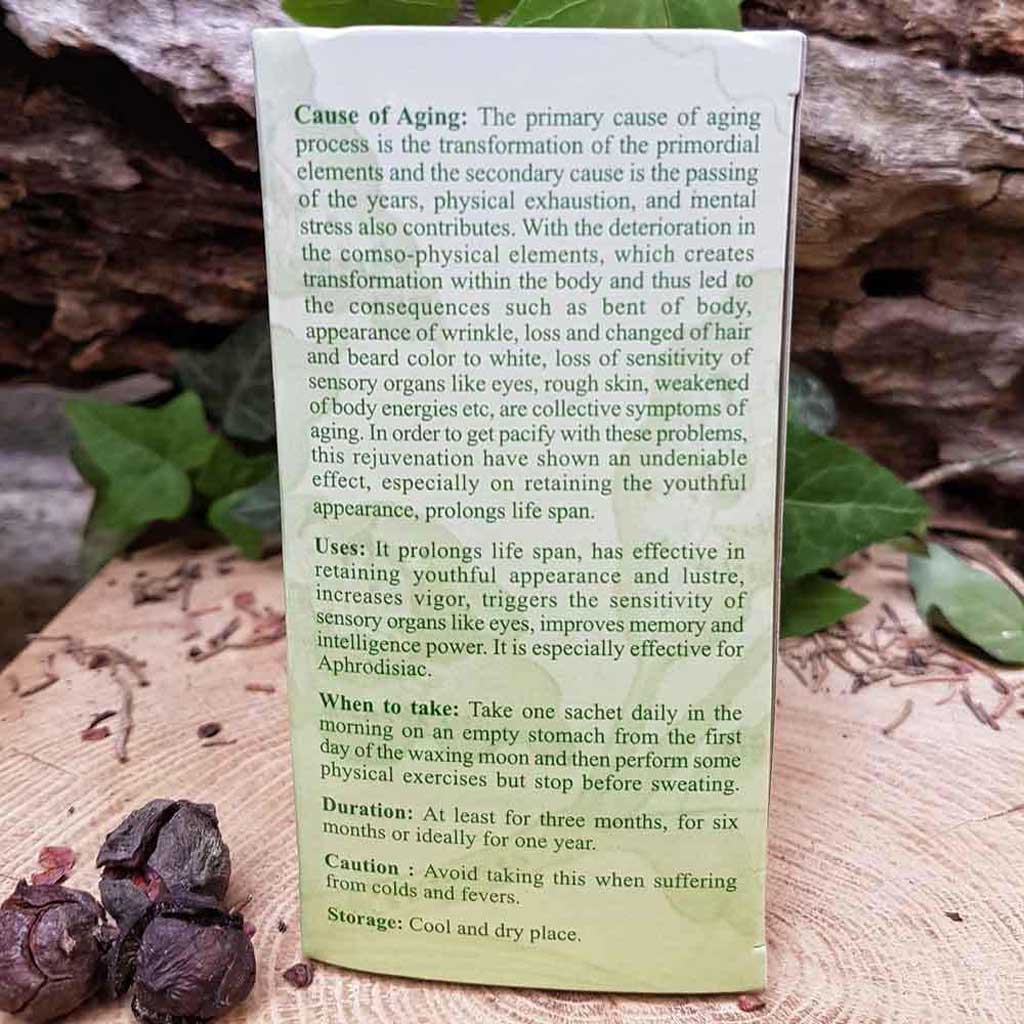 Cause of Aging: The primary cause of aging
process is the transformation of the primordial
elements and the secondary cause is the passing
of the years, physical exhaustion, and mental
stress also contributes. With the deterioration in
the comso-physical elements, which creates
transformation within the body and thus led to
the consequences such as bent of body,
appearance of wrinkle, loss and changed of hair
and beard color to white, loss of sensitivity of
sensory organs like eyes, rough skin, weakened
of body energies etc, are collective symptoms of
aging. In order to get pacify with these problems,
this rejuvenation have shown an undeniable
effect, especially on retaining the youthful
appearance, prolongs life span.
Uses: It prolongs life span, has effective in
retaining youthful appearance and lustre,
increases vigor, triggers the sensitivity of
sensory organs like eyes, improves memory and
intelligence power. It is especially effective for
Aphrodisiac.
When to take: Take one sachet daily in the
morning on an empty stomach from the first
day of the waxing moon and then perform some
physical exercises but stop before sweating.
Duration: At least for three months, for six
months or ideally for one year.
Caution : Avoid taking this when suffering
from colds and fevers.
Storage: Cool and dry place.